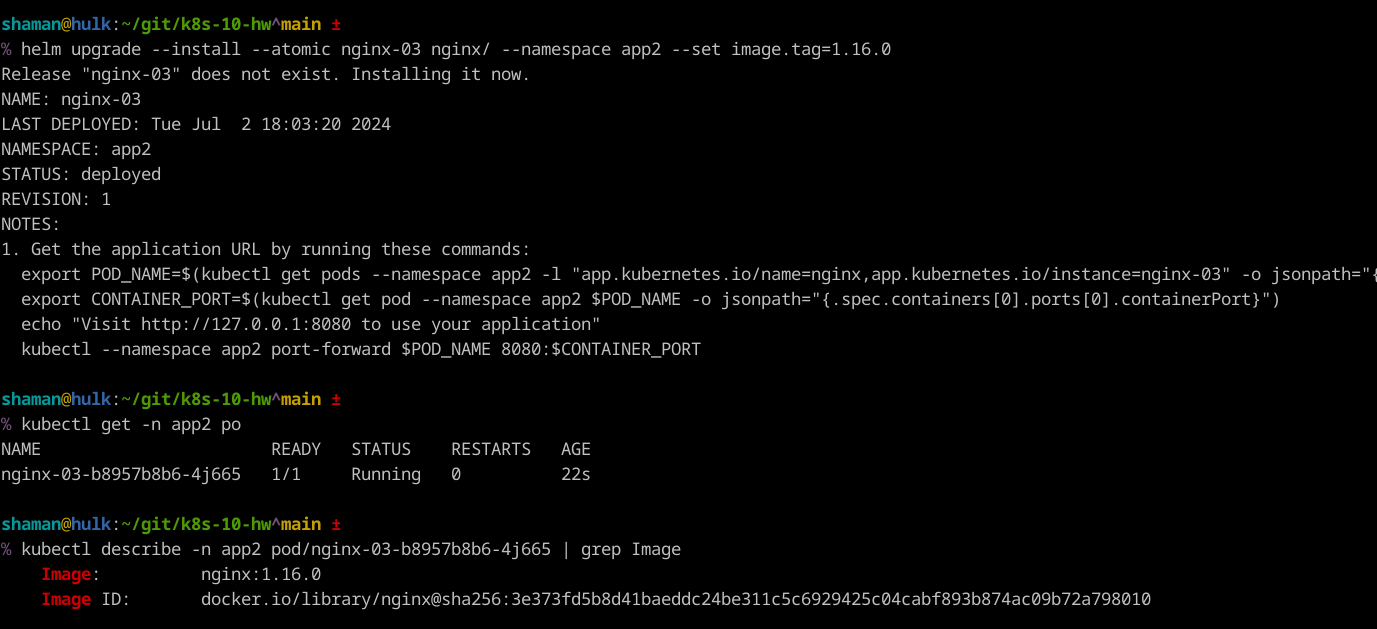 shaman@hulk:~/git/k8s-10-hw^main ±
% helm upgrade --install --atomic nginx-03 nginx/ --namespace app2 --set image.tag=1.16.0
Release "nginx-03" does not exist. Installing it now.
NAME: nginx-03
LAST DEPLOYED: Tue Jul  2 18:03:20 2024
NAMESPACE: app2
STATUS: deployed
REVISION: 1
NOTES:
1. Get the application URL by running these commands:
  export POD_NAME=$(kubectl get pods --namespace app2 -l "app.kubernetes.io/name=nginx,app.kubernetes.io/instance=nginx-03" -o jsonpath="{
  export CONTAINER_PORT=$(kubectl get pod --namespace app2 $POD_NAME -o jsonpath="{.spec.containers[0].ports[0].containerPort}")
  echo "Visit http://127.0.0.1:8080 to use your application"
  kubectl --namespace app2 port-forward $POD_NAME 8080:$CONTAINER_PORT
shaman@hulk:~/git/k8s-10-hw^main ±
% kubectl get -n app2 po
NAME                       READY   STATUS    RESTARTS   AGE
nginx-03-b8957b8b6-4j665   1/1     Running   0          22s
shaman@hulk:~/git/k8s-10-hw^main ±
% kubectl describe -n app2 pod/nginx-03-b8957b8b6-4j665 | grep Image
    Image:          nginx:1.16.0
    Image ID:       docker.io/library/nginx@sha256:3e373fd5b8d41baeddc24be311c5c6929425c04cabf893b874ac09b72a798010